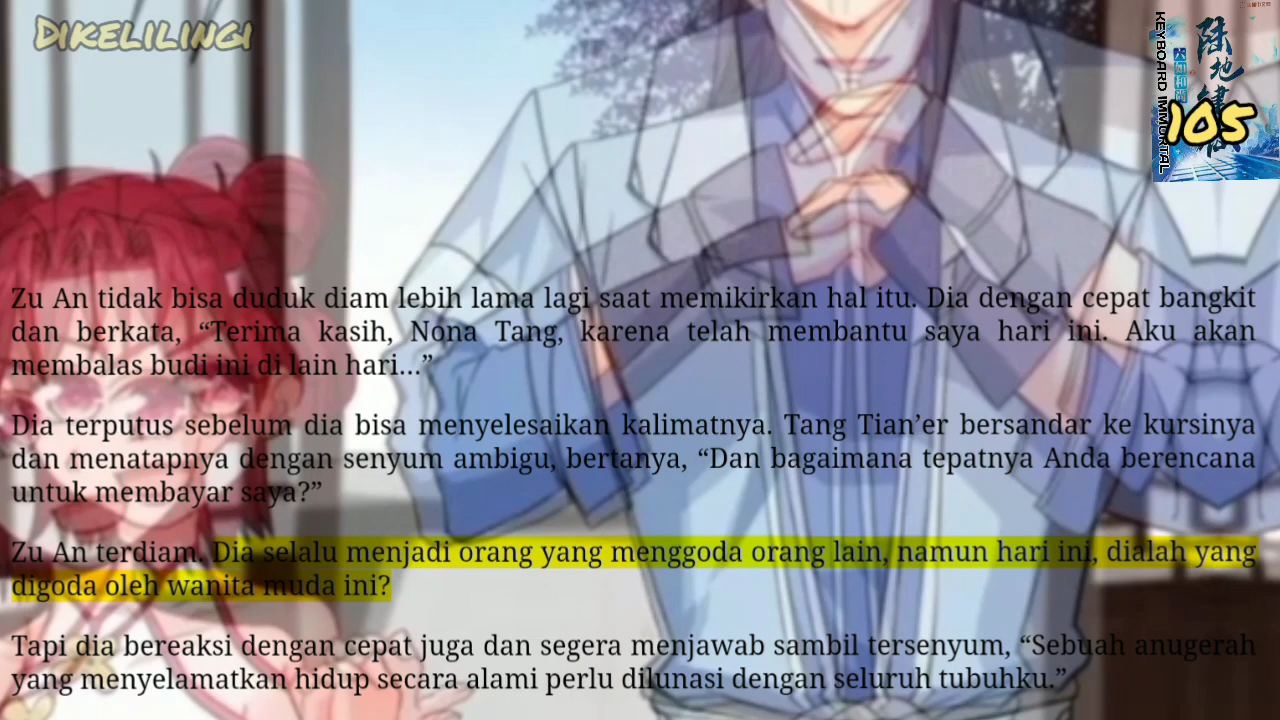 DIKELILINGI
KEYBOARD IMMORTAL
陆地键仙
105
Zu An tidak bisa duduk diam lebih lama lagi saat memikirkan hal itu. Dia dengan cepat bangkit
dan berkata, “Terima kasih, Nona Tang, karena telah membantu saya hari ini. Aku akan
membalas budi ini di lain hari…”
Dia terputus sebelum dia bisa menyelesaikan kalimatnya. Tang Tian’er bersandar ke kursinya
dan menatapnya dengan senyum ambigu, bertanya, “Dan bagaimana tepatnya Anda berencana
untuk membayar saya?”
Zu An terdiam. Dia selalu menjadi orang yang menggoda orang lain, namun hari ini, dialah yang
digoda oleh wanita muda ini?
Tapi dia bereaksi dengan cepat juga dan segera menjawab sambil tersenyum, “Sebuah anugerah
yang menyelamatkan hidup secara alami perlu dilunasi dengan seluruh tubuhku.”